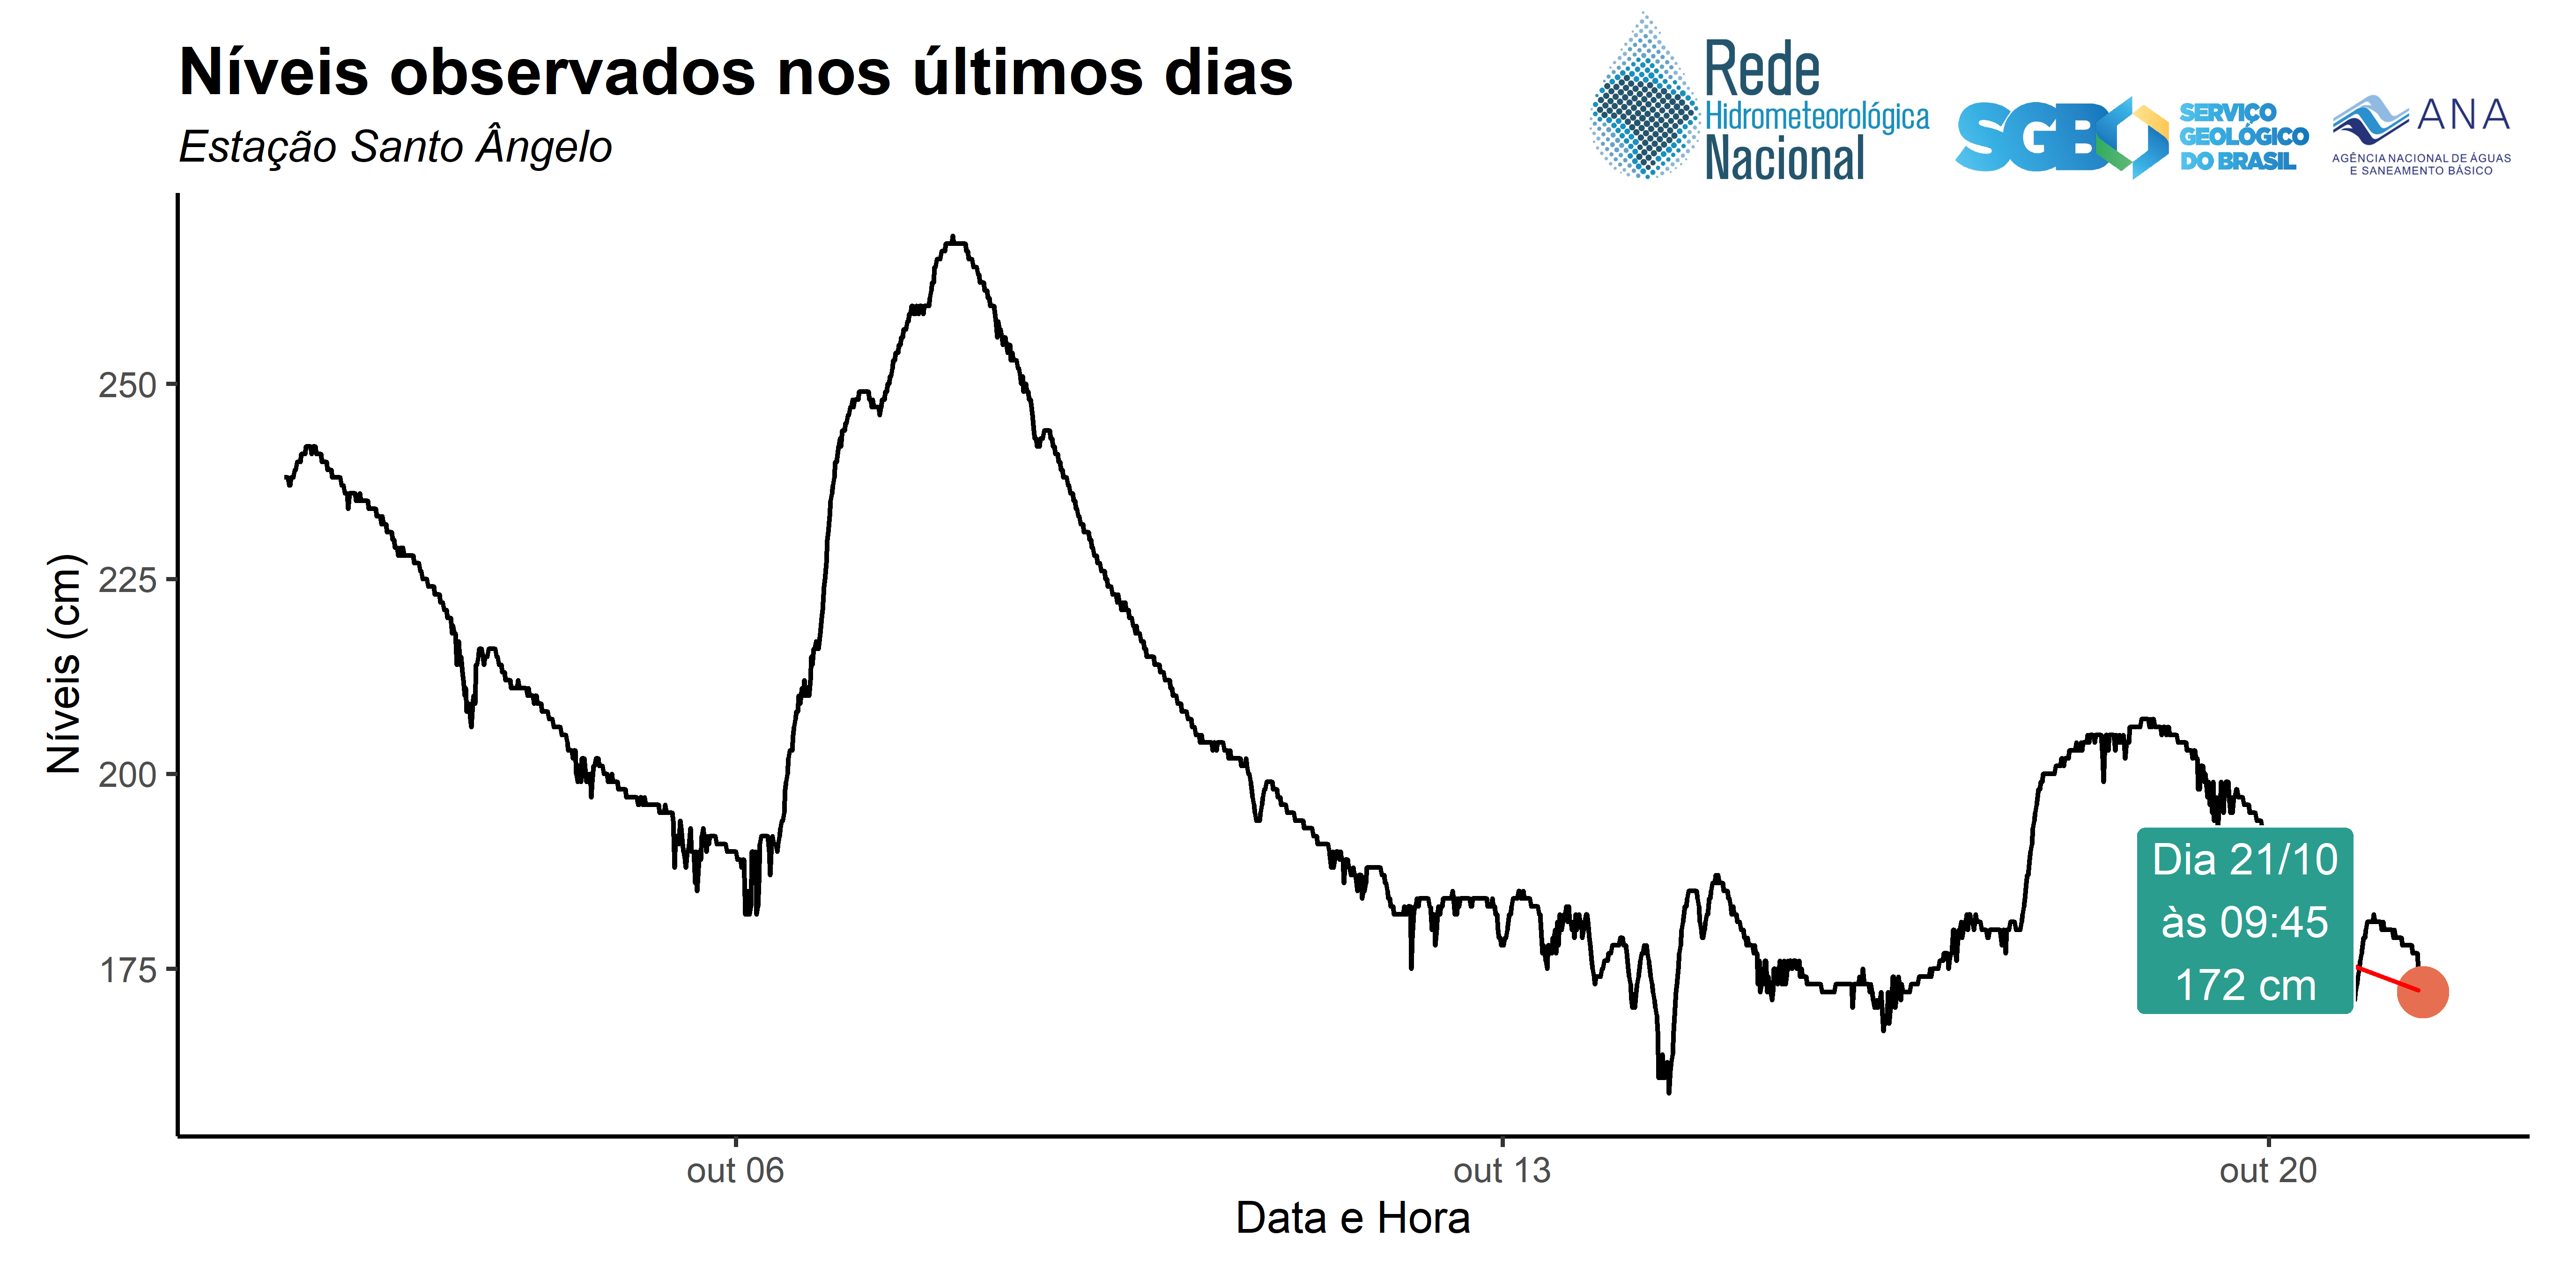 Níveis observados nos últimos dias
Estação Santo Ângelo
Rede
Hidrometeorológica
Nacional
SGB
SERVIÇO
GEOLÓGICO
DO BRASIL
ANA
AGÊNCIA NACIONAL DE ÁGUAS
E SANEAMENTO BÁSICO
Níveis (cm)
250
225
200
175
Dia 21/10
às 09:45
172 cm
out 06
out 13
out 20
Data e Hora